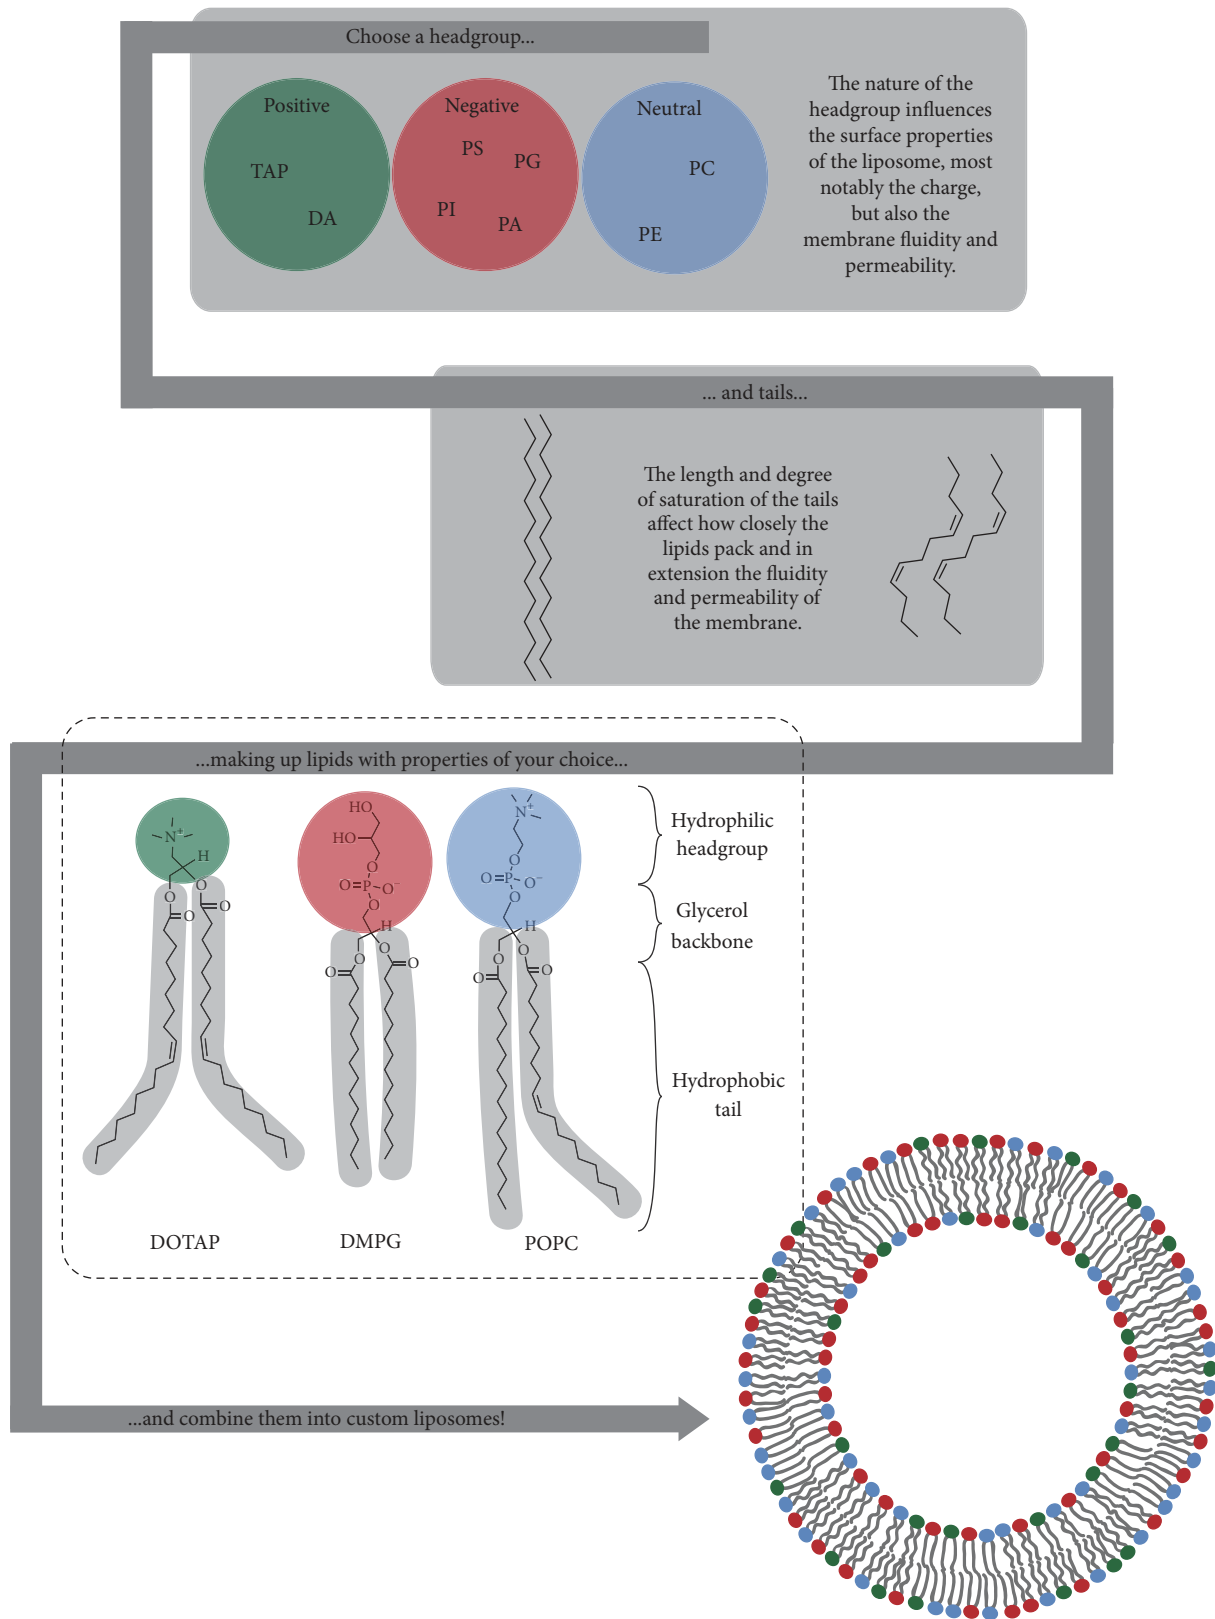 Choose a headgroup...
Positive
TAP
DA
Negative
PS
PG
PI
PA
Neutral
PC
PE
The nature of the
headgroup influences
the surface properties
of the liposome, most
notably the charge,
but also the
membrane fluidity and
permeability.
... and tails...
The length and degree
of saturation of the tails
affect how closely the
lipids pack and in
extension the fluidity
and permeability of
the membrane.
...making up lipids with properties of your choice...
N+
H
O
O
O
O
HO
HO
O
O P O−
O
H
O
O
O
O
N+
O
O P O−
O
H
O
O
O
O
Hydrophilic
headgroup
Glycerol
backbone
Hydrophobic
tail
DOTAP
DMPG
POPC
...and combine them into custom liposomes!